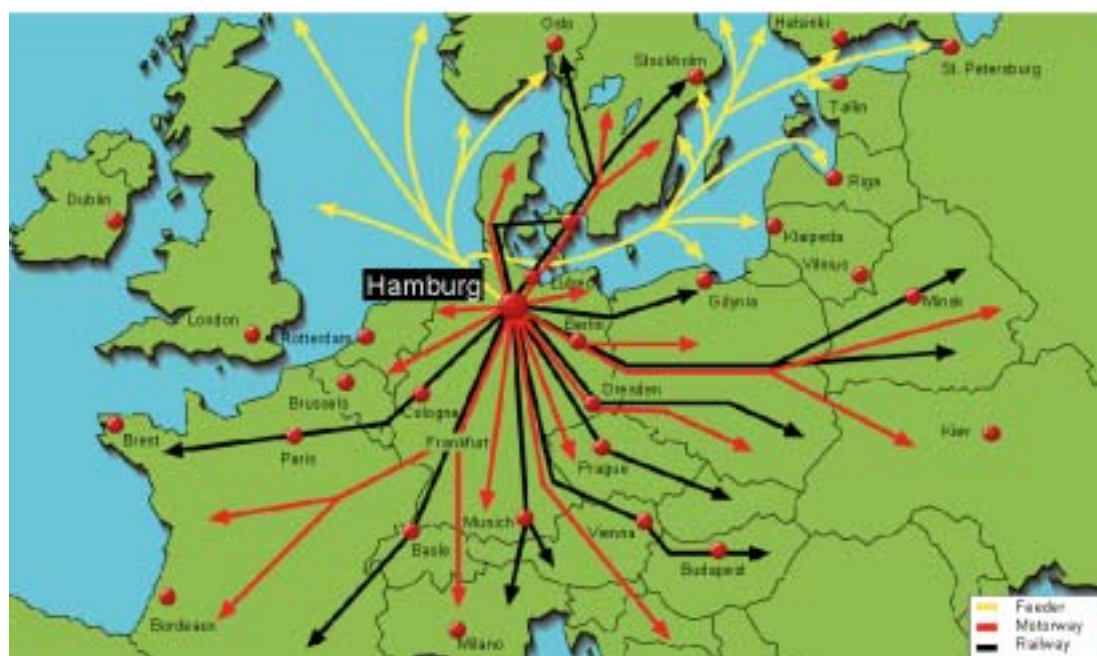 Oslo
Helsinki
Stockholm
St. Petersburg
Tallin
Dublin
Riga
Klaipeda
Vilnius
Hamburg
Lübeck
Gdynia
Minsk
London
Rotterdam
Berlin
Brussels
Cologne
Dresden
Brest
Paris
Frankfurt
Prague
Kier
Munich
Vienna
Basle
Budapest
Bordeaux
Milano
Feeder
Motorway
Railway